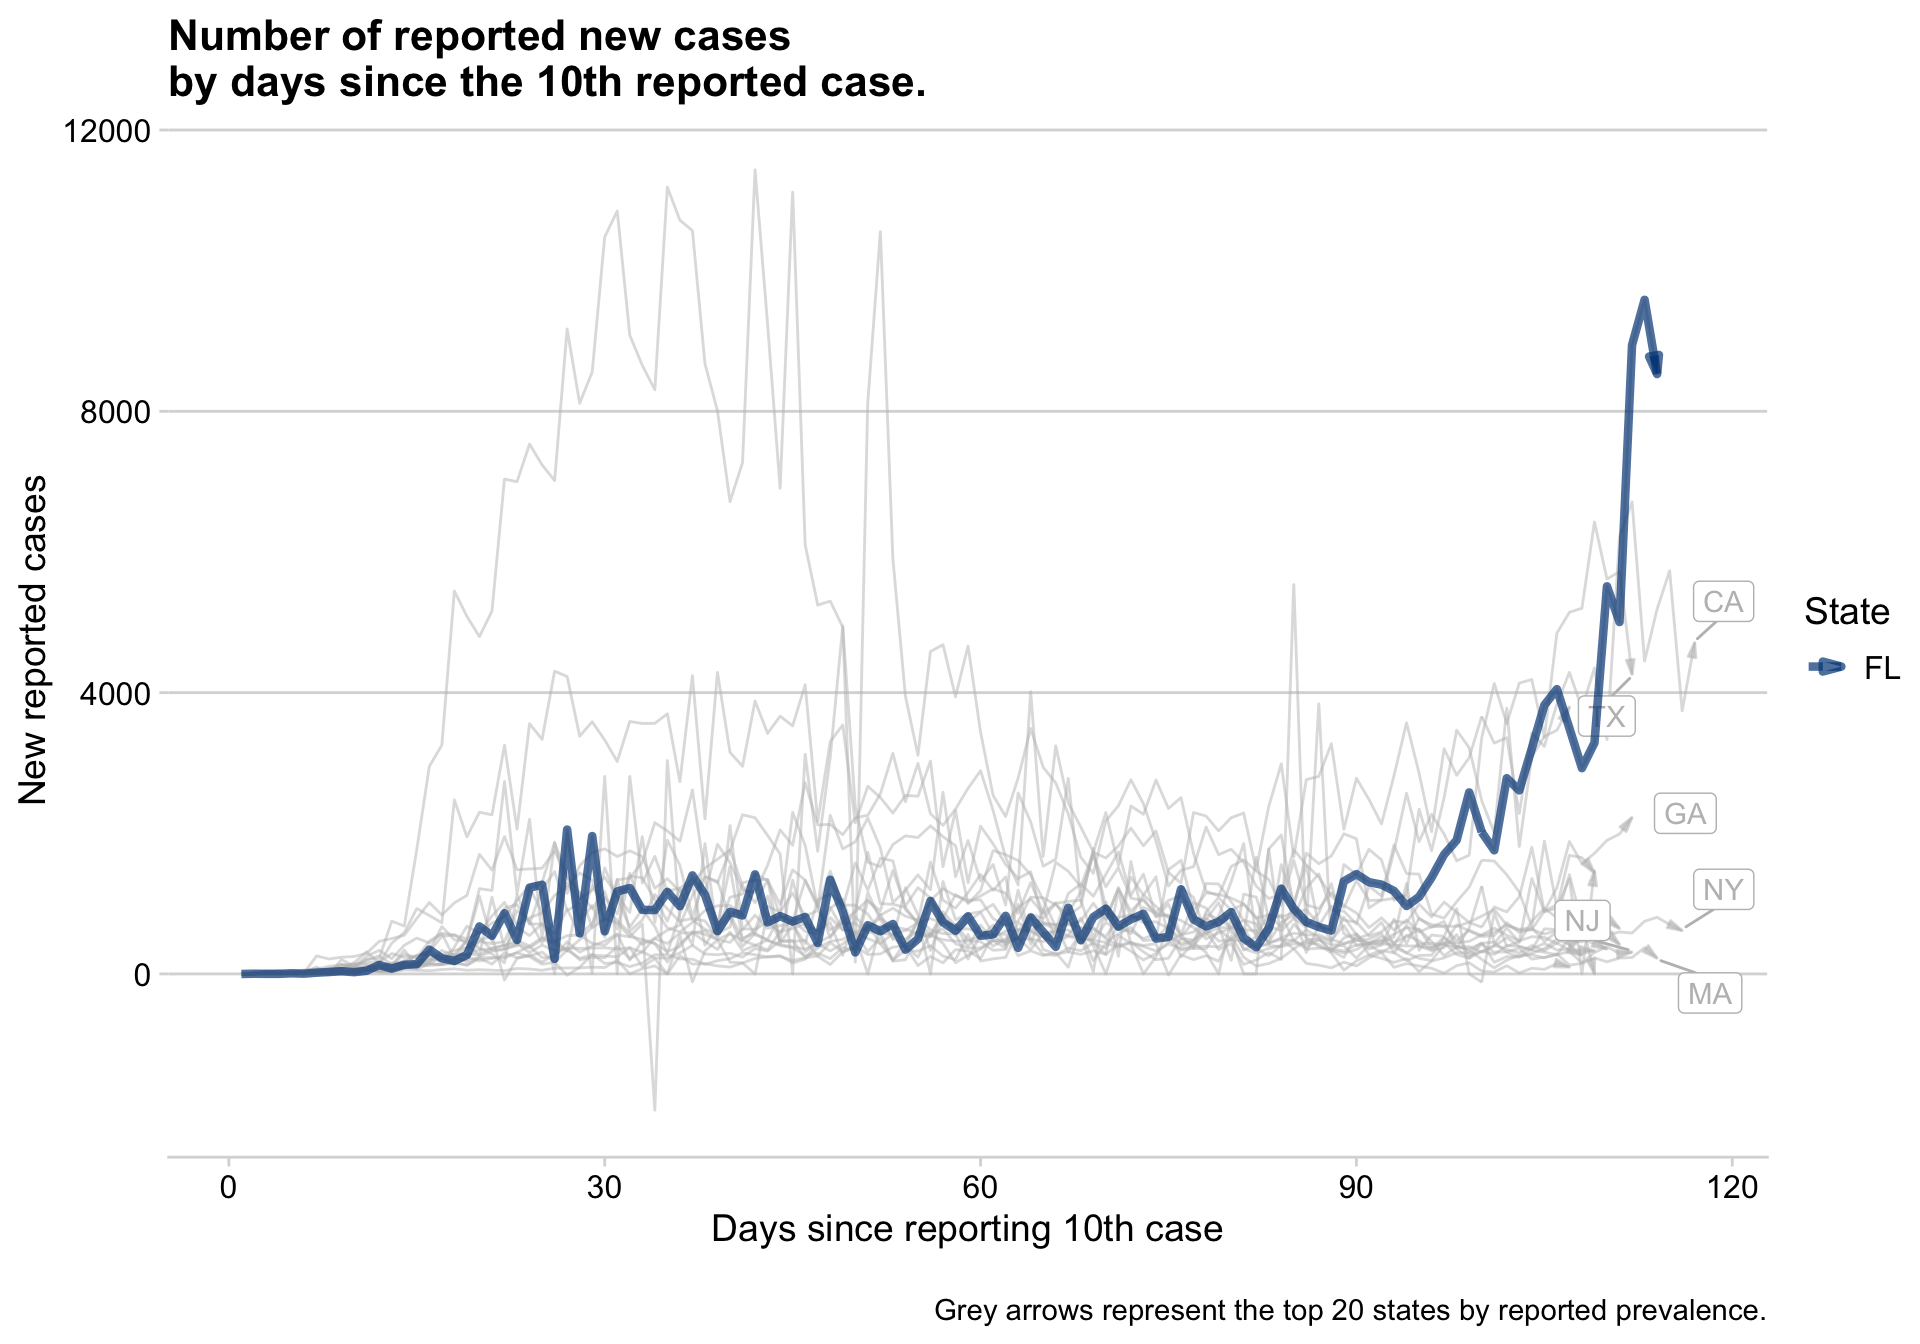 Number of reported new cases
by days since the 10th reported case.
12000
8000
4000
0
New reported cases
CA
TX
GA
NY
NJ
MA
State
FL
0
30
60
90
120
Days since reporting 10th case
Grey arrows represent the top 20 states by reported prevalence.